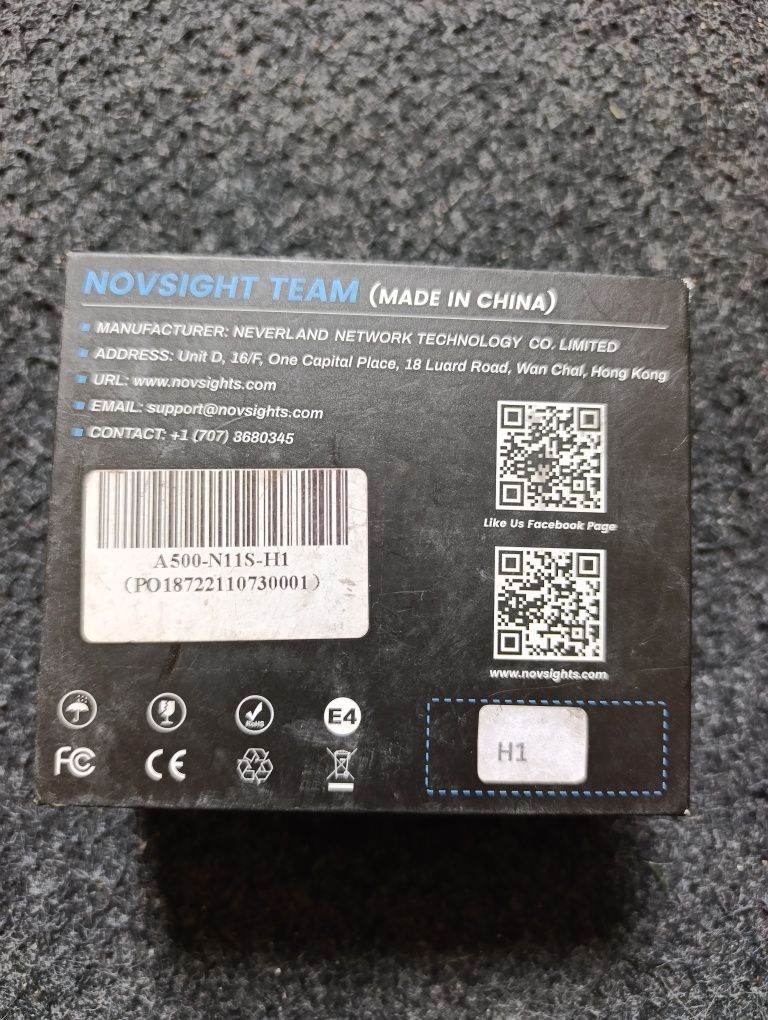 NOVSIGHT TEAM (MADE IN CHINA)
MANUFACTURER: NEVERLAND NETWORK TECHNOLOGY CO. LIMITED
ADDRESS: Unit D, 16/F, One Capital Place, 18 Luard Road, Wan Chai, Hong Kong
URL: www.novsights.com
EMAIL: support@novsights.com
CONTACT: +1 (707) 8680345
Like Us Facebook Page
A500-N11S-H1
(PO18722110730001)
www.novsights.com
RoHS
E4
FC
CE
H1